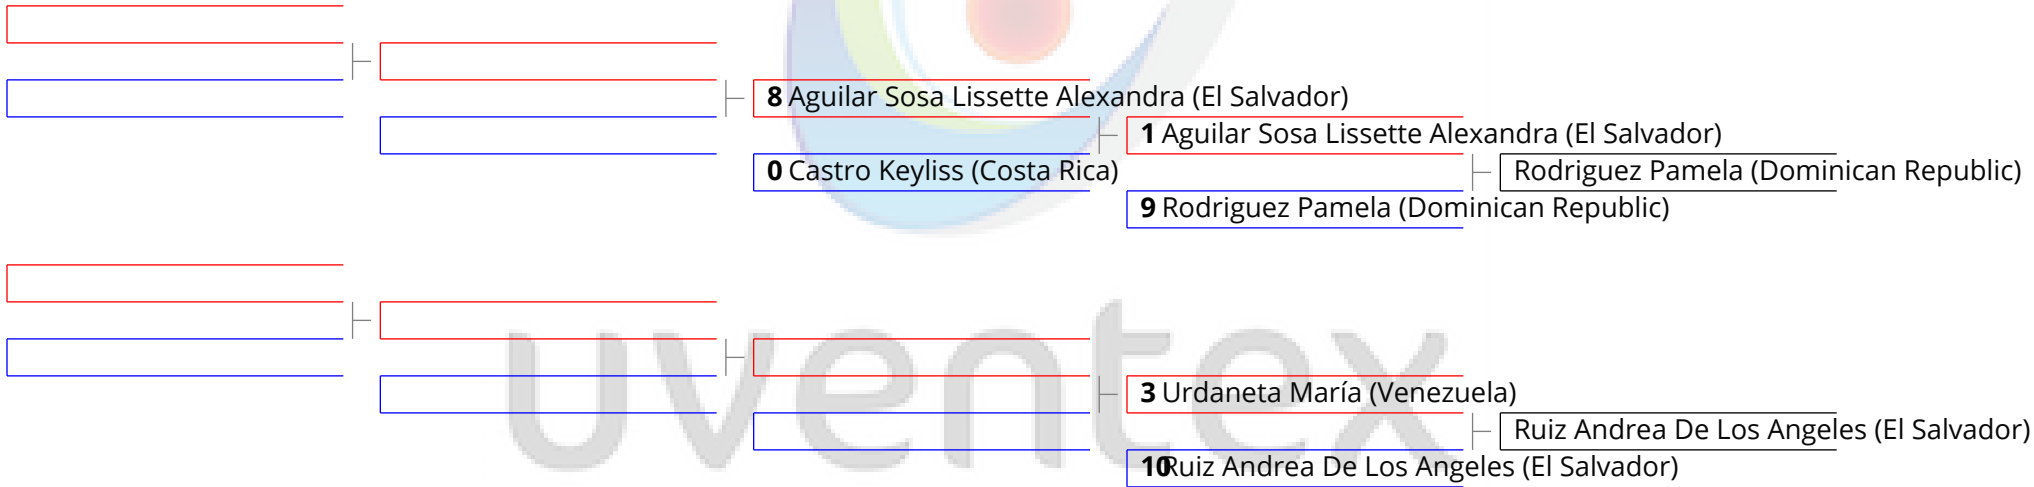 8 Aguilar Sosa Lissette Alexandra (El Salvador)
1 Aguilar Sosa Lissette Alexandra (El Salvador)
0 Castro Keyliss (Costa Rica)
Rodriguez Pamela (Dominican Republic)
9 Rodriguez Pamela (Dominican Republic)
uventex
3 Urdaneta María (Venezuela)
Ruiz Andrea De Los Angeles (El Salvador)
10 Ruiz Andrea De Los Angeles (El Salvador)